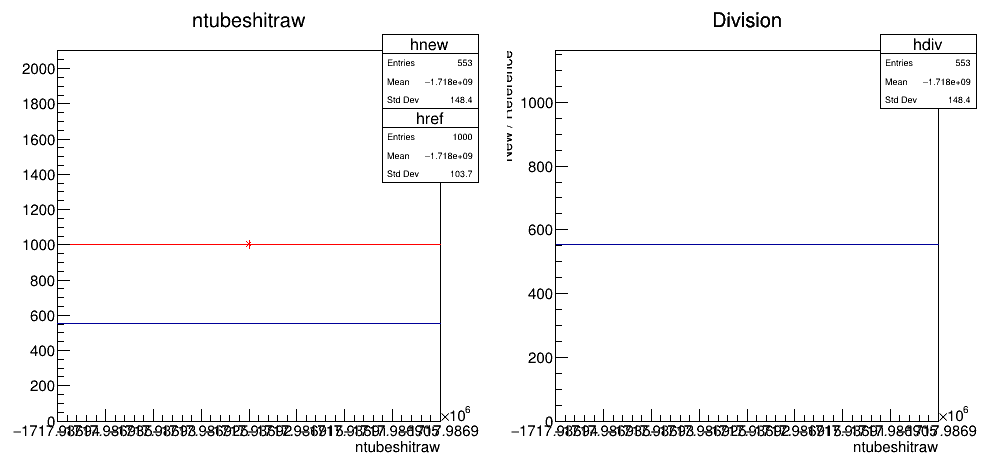 ntubeshitraw
hnew
Entries 553
Mean −1.718e+09
Std Dev 148.4
href
Entries 1000
Mean −1.718e+09
Std Dev 103.7
2000
1800
1600
1400
1200
1000
800
600
400
200
0
×10⁶
ntubeshitraw
Division
hdiv
Entries 553
Mean −1.718e+09
Std Dev 148.4
New / Reference
1000
800
600
400
200
0
×10⁶
ntubeshitraw